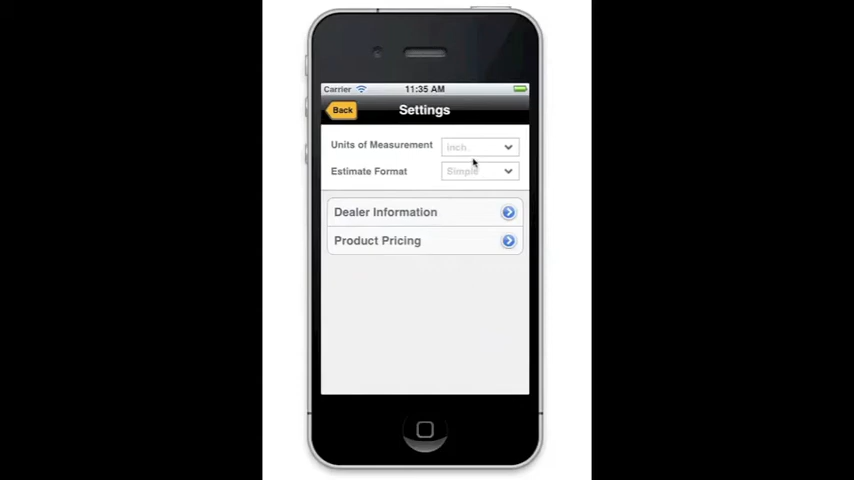 Carrier 11:35 AM
Back Settings
Units of Measurement inch
Estimate Format Simple
Dealer Information
Product Pricing